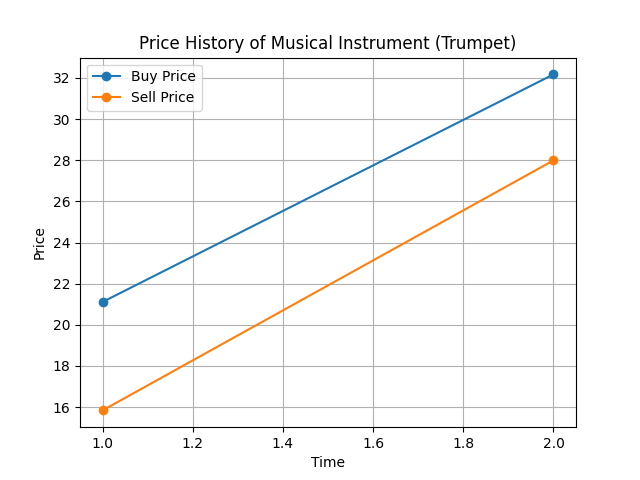 Price History of Musical Instrument (Trumpet)
Buy Price
Sell Price
32
30
28
26
24
22
20
18
16
Price
1.0 1.2 1.4 1.6 1.8 2.0
Time